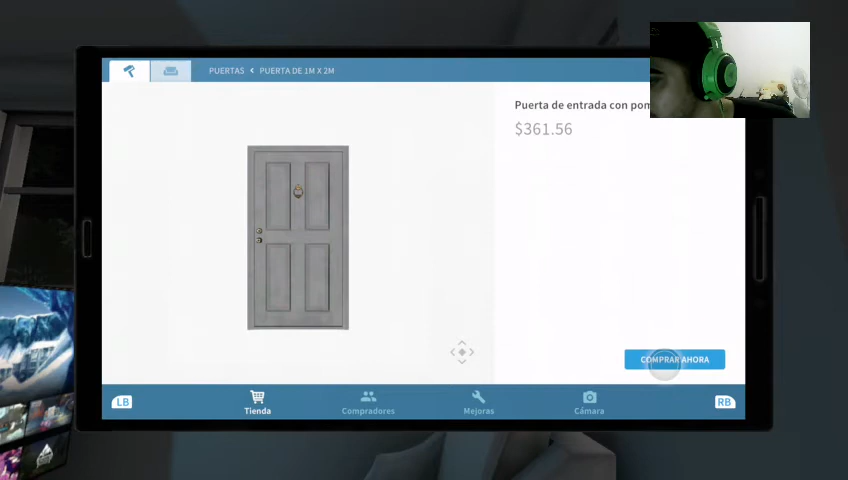 PUERTAS < PUERTA DE 1M X 2M
Puerta de entrada con
$361.56
COMPRAR AHORA
LB
Tienda
Compradores
Mejoras
Cámara
RB